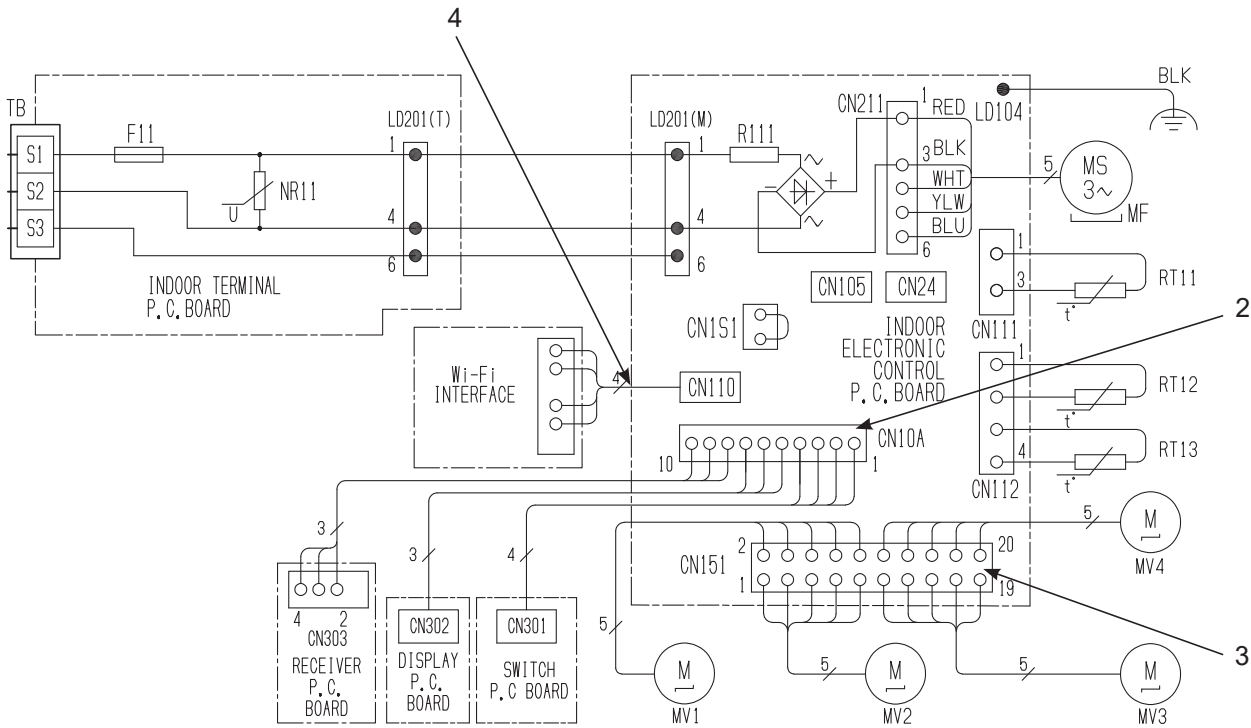 4
TB
S1
S2
S3
F11
NR11
U
LD201(T)
1
4
6
INDOOR TERMINAL
P.C.BOARD
LD201(M)
1
4
6
R111
CN211
1
3
6
RED
BLK
WHT
YLW
BLU
+
-
LD104
BLK
5
MS
3~
MF
CN105
CN24
CN1S1
INDOOR
ELECTRONIC
CONTROL
P.C.BOARD
1
3
CN111
t°
RT11
2
1
4
CN112
t°
RT12
t°
RT13
Wi-Fi
INTERFACE
4
CN110
CN10A
10
1
3
3
4
CN151
2
20
1
19
5
M
MV4
4
2
CN303
RECEIVER
P.C.
BOARD
CN302
DISPLAY
P.C.
BOARD
CN301
SWITCH
P.C BOARD
5
M
MV1
5
M
MV2
5
M
MV3
3